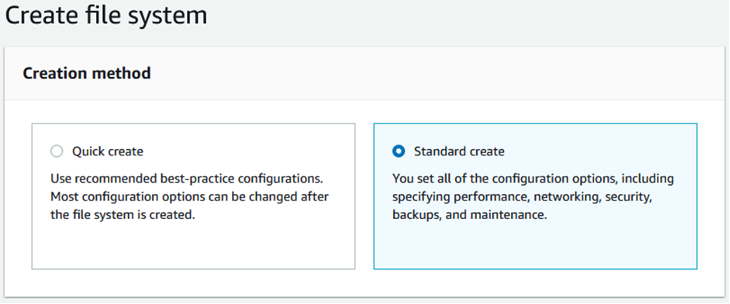 Create file system
Creation method
Quick create
Use recommended best-practice configurations.
Most configuration options can be changed after
the file system is created.
Standard create
You set all of the configuration options, including
specifying performance, networking, security,
backups, and maintenance.